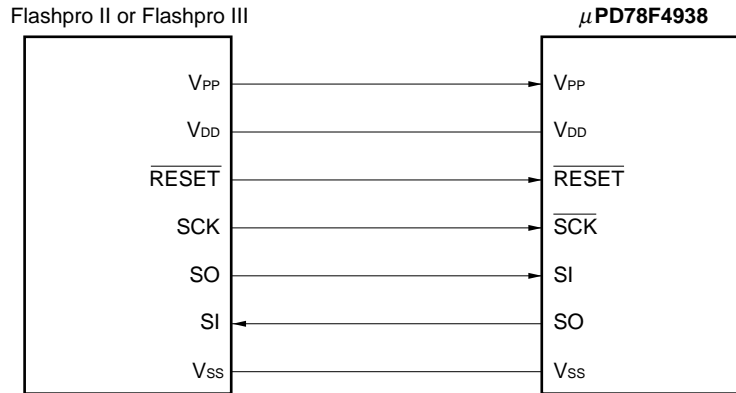 Flashpro II or Flashpro III μPD78F4938
VPP VPP
VDD VDD
RESET RESET
SCK SCK
SO SI
SI SO
VSS VSS